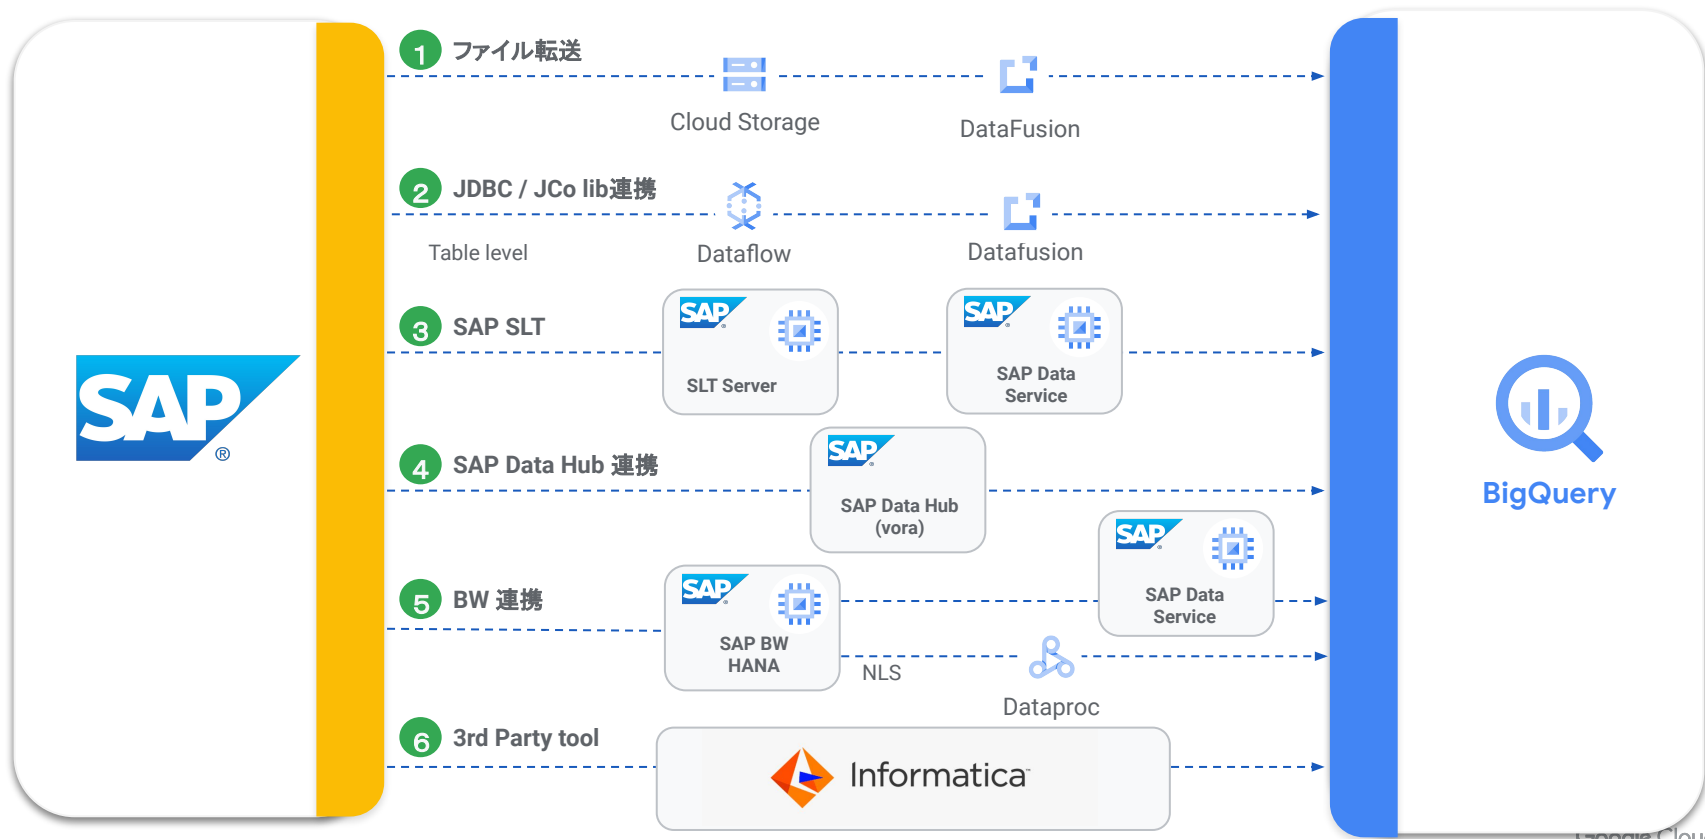 1 ファイル転送
Cloud Storage
DataFusion
2 JDBC / JCo lib連携
Table level
Dataflow
Datafusion
3 SAP SLT
SAP®
SLT Server
SAP®
SAP Data
Service
SAP®
BigQuery
4 SAP Data Hub 連携
SAP®
SAP Data Hub
(vora)
5 BW 連携
SAP®
SAP BW
HANA
SAP®
SAP Data
Service
NLS
Dataproc
6 3rd Party tool
Informatica™
Google Cloud